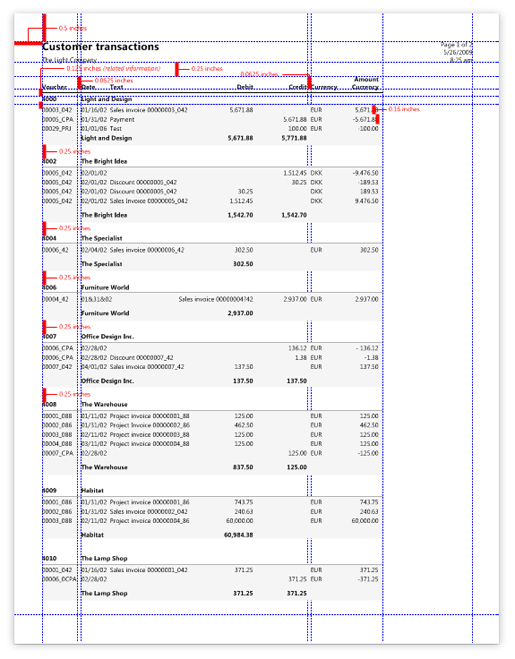 0.5 inch
Customer transactions Page 1 of 2
5/26/2009
The Light Company 8:25 am
0.125 inches (related information) 0.25 inches
0.0625 inches
0.0625 inches
Amount
Voucher Date Text Debit Credit Currency Currency
4000 Light and Design
00003_042 01/16/02 Sales invoice 00000003_042 5,671.88 EUR 5,671.88 0.16 inches
00005_CPA 01/31/02 Payment 5,671.88 EUR -5,671.88
00029_PRJ 01/01/06 Test 100.00 EUR -100.00
Light and Design 5,671.88 5,771.88
0.25 inches
4002 The Bright Idea
00005_042 02/01/02 1.512.45 DKK -9.476.50
00005_042 02/01/02 Discount 00000005_042 30.25 DKK -189.53
00005_042 02/01/02 Discount 00000005_042 30.25 DKK 189.53
00005_042 02/01/02 Sales Invoice 00000005_042 1.512.45 DKK 9.476.50
The Bright Idea 1,542.70 1,542.70
0.25 inches
4004 The Specialist
00006_42 02/04/02 Sales invoice 00000006_42 302.50 EUR 302.50
The Specialist 302.50
0.25 inches
4006 Furniture World
00004_42 01&31&02 Sales invoice 00000004?42 2.937.00 EUR 2.937.00
Furniture World 2,937.00
0.25 inches
4007 Office Design Inc.
00006_CPA 02/28/02 136.12 EUR - 136.12
00006_CPA 02/28/02 Discount 00000007_42 1.38 EUR -1.38
00007_042 04/01/02 Sales invoice 00000007_42 137.50 EUR 137.50
Office Design Inc. 137.50 137.50
0.25 inches
4008 The Warehouse
00001_088 01/11/02 Project invoice 00000001_88 125.00 EUR 125.00
00002_086 01/31/02 Project invoice 00000002_86 462.50 EUR 462.50
00003_088 02/11/02 Project invoice 00000003_88 125.00 EUR 125.00
00004_088 03/11/02 Project invoice 00000004_88 125.00 EUR 125.00
00007_CPA 02/28/02 125.00 EUR -125.00
The Warehouse 837.50 125.00
4009 Habitat
00001_086 01/31/02 Project invoice 00000001_86 743.75 EUR 743.75
00002_086 01/31/02 Sales invoice 00000002_042 240.63 EUR 240.63
00003_088 02/11/02 Project invoice 00000004_86 60,000.00 EUR 60,000.00
Habitat 60,984.38
4010 The Lamp Shop
00001_042 01/16/02 Sales invoice 00000001_042 371.25 EUR 371.25
00006_0CPA 02/28/02 371.25 EUR -371.25
The Lamp Shop 371.25 371.25